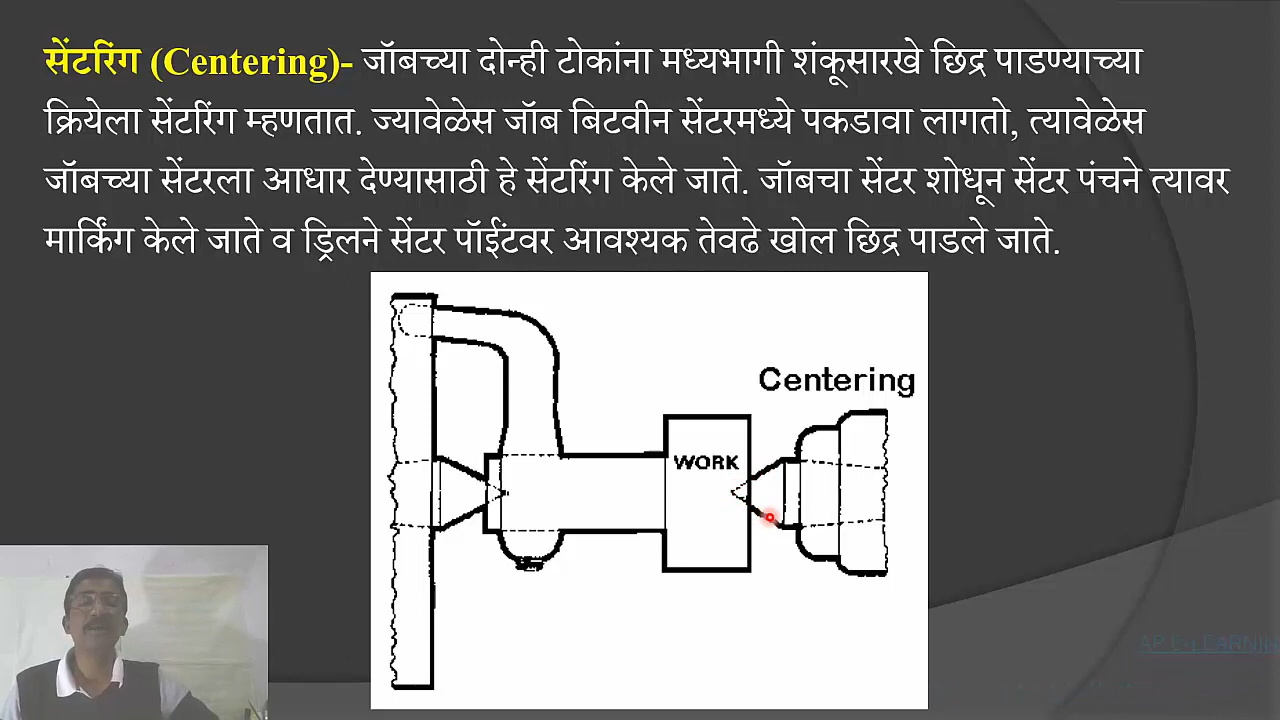 सेंटरिंग (Centering)- जॉबच्या दोन्ही टोकांना मध्यभागी शंकूसारखे छिद्र पाडण्याच्या
क्रियेला सेंटरिंग म्हणतात. ज्यावेळेस जॉब बिटवीन सेंटरमध्ये पकडावा लागतो, त्यावेळेस
जॉबच्या सेंटरला आधार देण्यासाठी हे सेंटरिंग केले जाते. जॉबचा सेंटर शोधून सेंटर पंचने त्यावर
मार्किंग केले जाते व ड्रिलने सेंटर पॉईंटवर आवश्यक तेवढे खोल छिद्र पाडले जाते.
Centering
WORK